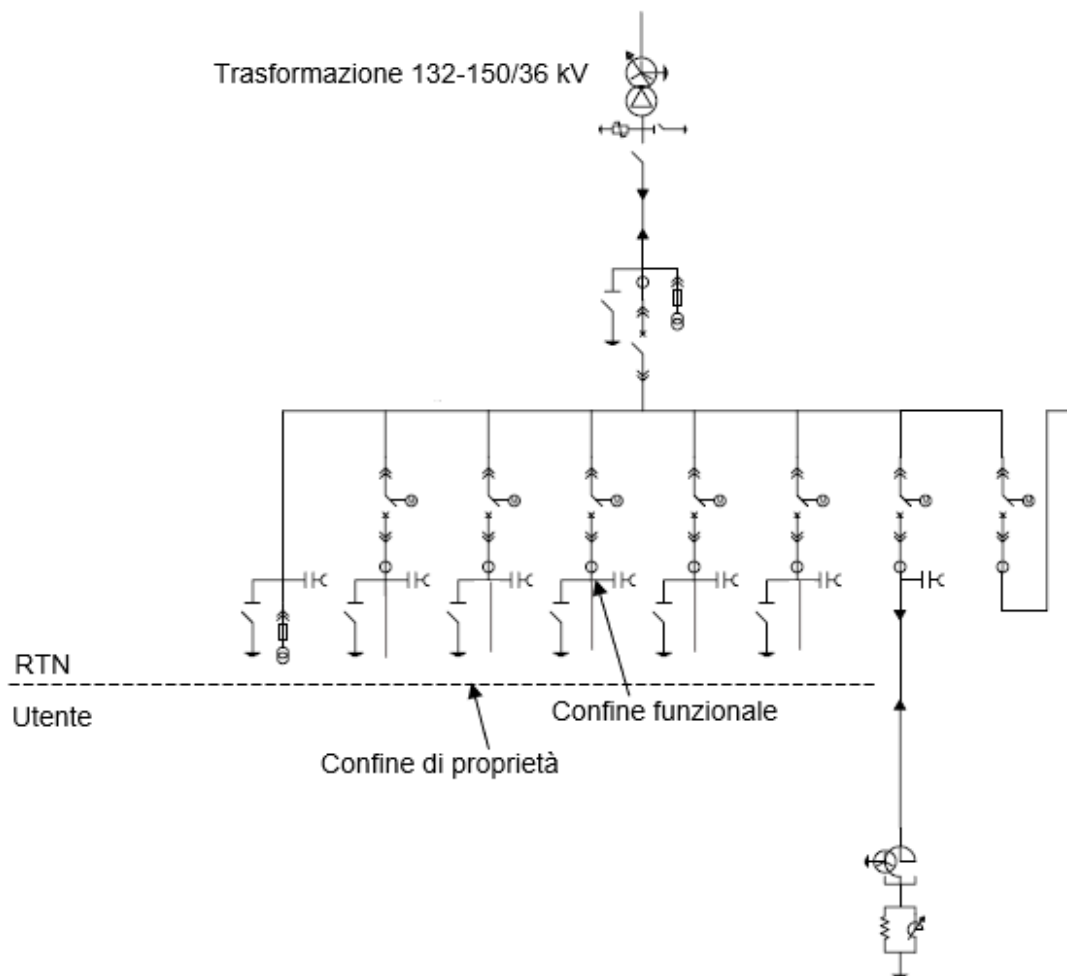 Trasformazione 132-150/36 kV
RTN
Utente
Confine funzionale
Confine di proprietà